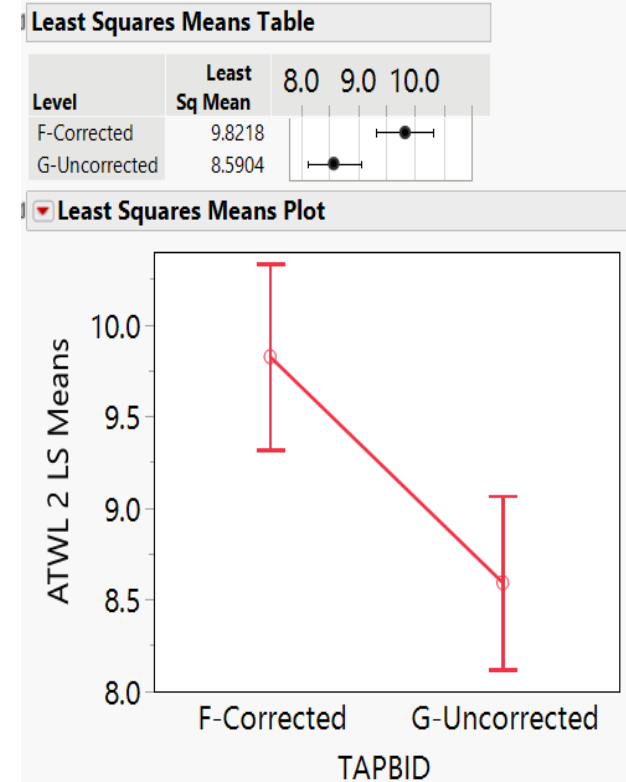 Least Squares Means Table
Level Least Sq Mean 8.0 9.0 10.0
F-Corrected 9.8218
G-Uncorrected 8.5904
Least Squares Means Plot
ATWL 2 LS Means
10.0
9.5
9.0
8.5
8.0
F-Corrected G-Uncorrected
TAPBID